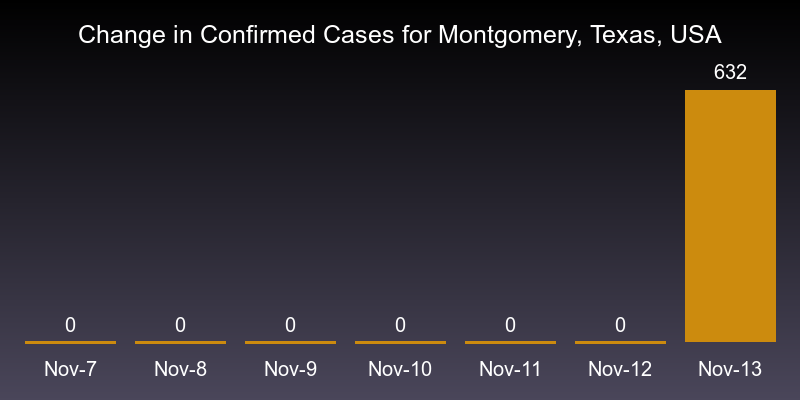 Change in Confirmed Cases for Montgomery, Texas, USA
632
0 0 0 0 0 0
Nov-7 Nov-8 Nov-9 Nov-10 Nov-11 Nov-12 Nov-13